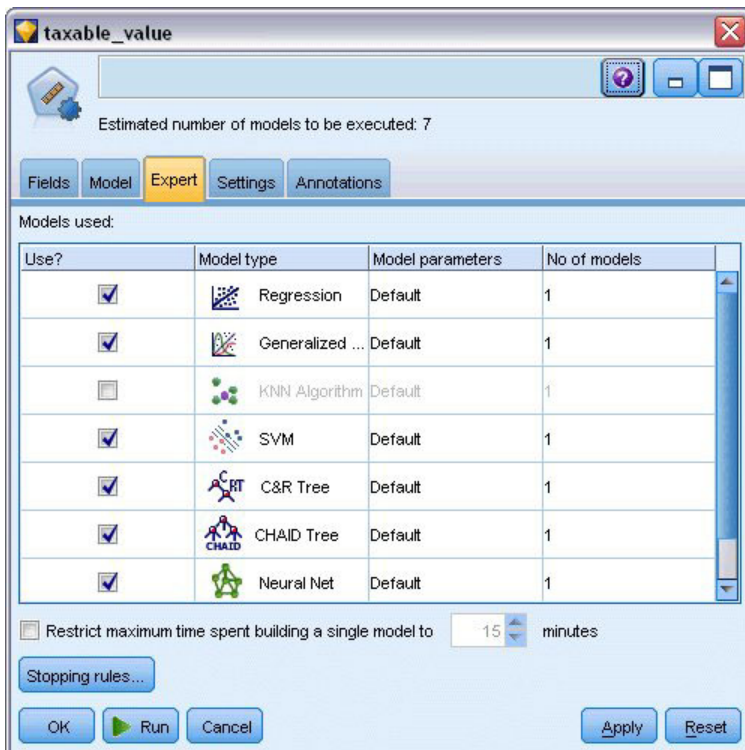 taxable_value
Estimated number of models to be executed: 7
Fields Model Expert Settings Annotations
Models used:
Use? Model type Model parameters No of models
Regression Default 1
Generalized ... Default 1
KNN Algorithm Default 1
SVM Default 1
C&R Tree Default 1
CHAID Tree Default 1
Neural Net Default 1
Restrict maximum time spent building a single model to 15 minutes
Stopping rules...
OK Run Cancel Apply Reset